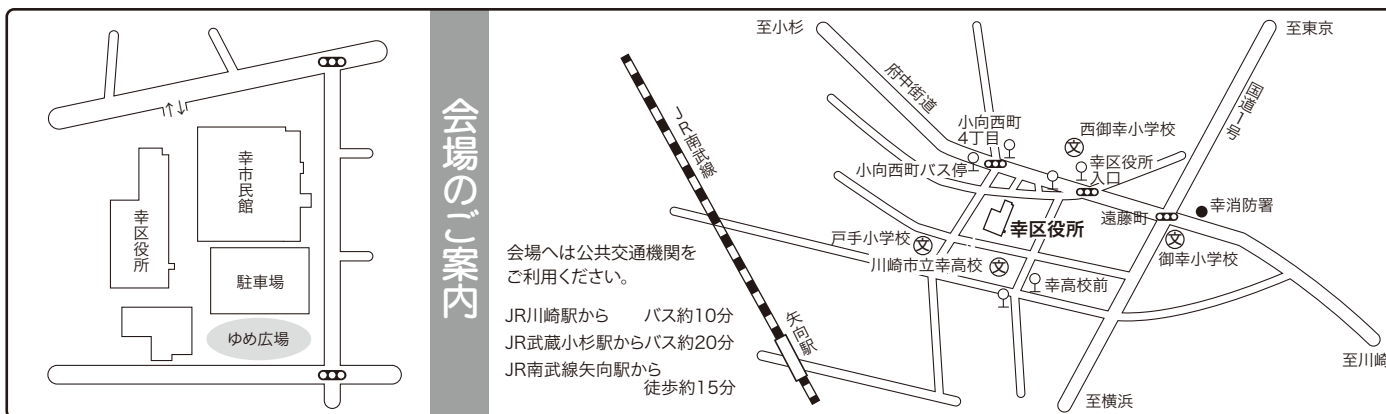 幸市民館
幸区役所
駐車場
ゆめ広場
会場のご案内
会場へは公共交通機関を
ご利用ください。
JR川崎駅から バス約10分
JR武蔵小杉駅からバス約20分
JR南武線矢向駅から
徒歩約15分
JR南武線
矢向駅
至小杉
府中街道
小向西町
4丁目
小向西町バス停
西御幸小学校
文
幸区役所
入口
至東京
国道1号
遠藤町
幸消防署
文
御幸小学校
幸区役所
戸手小学校
文
川崎市立幸高校
文
幸高校前
至川崎
至横浜